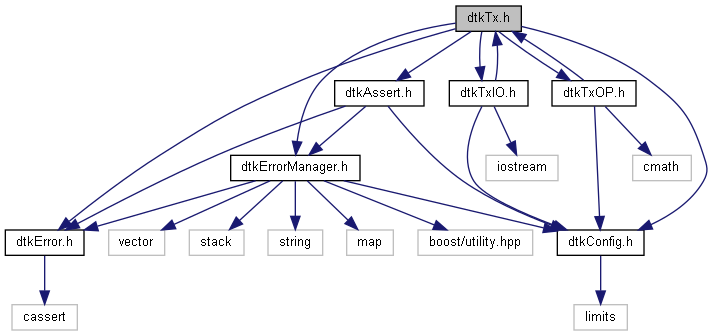 dtkTx.h
dtkAssert.h
dtkTxIO.h
dtkTxOP.h
dtkErrorManager.h
iostream
cmath
dtkError.h
vector
stack
string
map
boost/utility.hpp
dtkConfig.h
cassert
limits